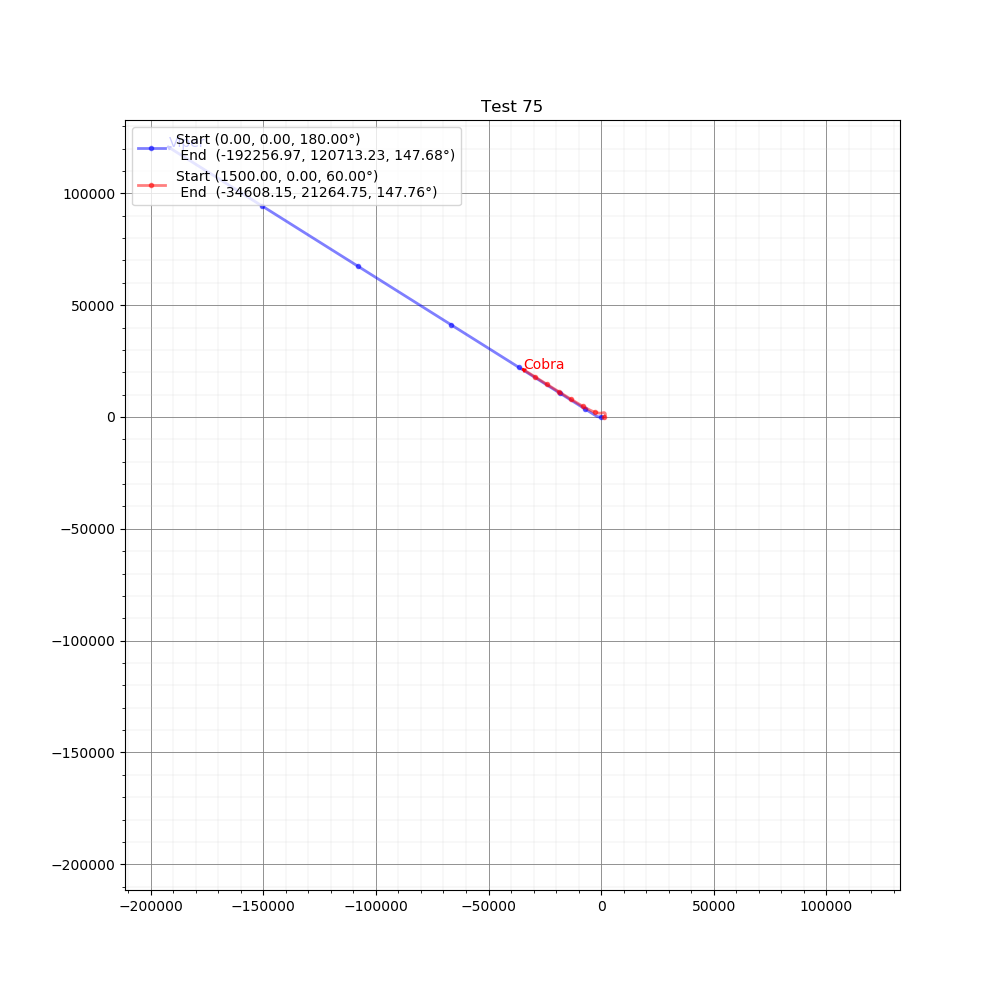 Test 75
Start (0.00, 0.00, 180.00°)
End (-192256.97, 120713.23, 147.68°)
Start (1500.00, 0.00, 60.00°)
End (-34608.15, 21264.75, 147.76°)
Cobra
100000
50000
0
−50000
−100000
−150000
−200000
−200000 −150000 −100000 −50000 0 50000 100000